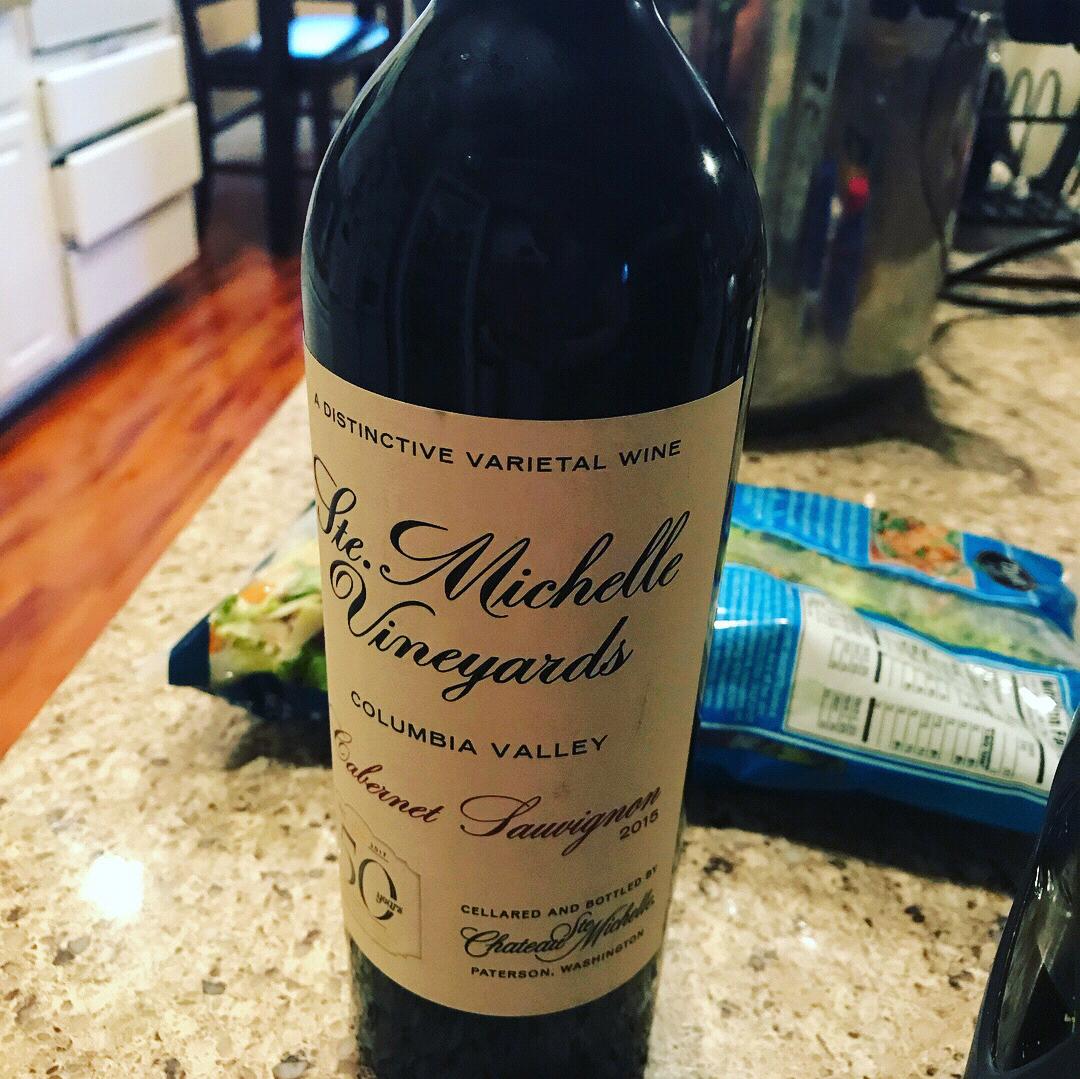 A DISTINCTIVE VARIETAL WINE
Ste. Michelle
Vineyards
COLUMBIA VALLEY
Cabernet Sauvignon
2015
2017
50
years
CELLARED AND BOTTLED BY
Chateau Ste Michelle.
PATERSON, WASHINGTON